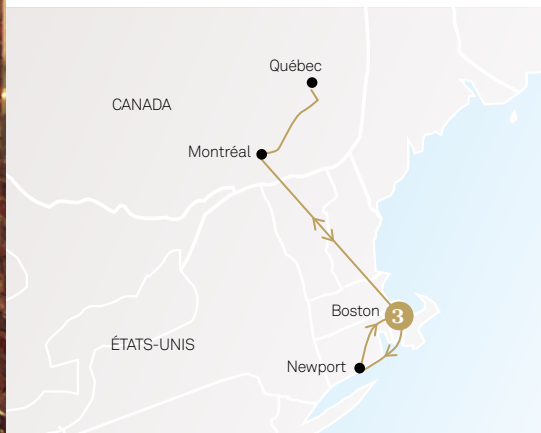 Québec
CANADA
Montréal
Boston 3
ÉTATS-UNIS
Newport